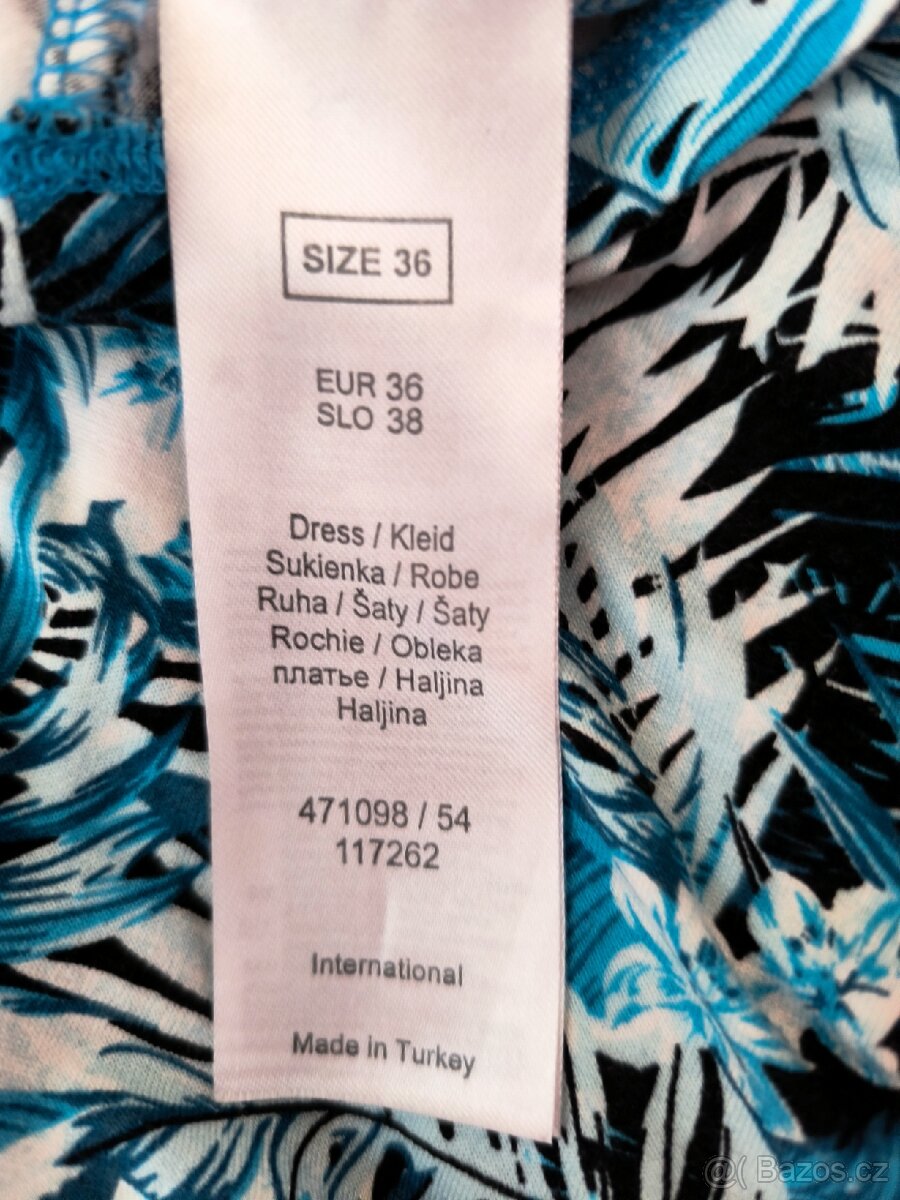 SIZE 36
EUR 36
SLO 38
Dress / Kleid
Sukienka / Robe
Ruha / Šaty / Šaty
Rochie / Obleka
платье / Haljina
Haljina
471098 / 54
117262
International
Made in Turkey
@( Bazos.cz